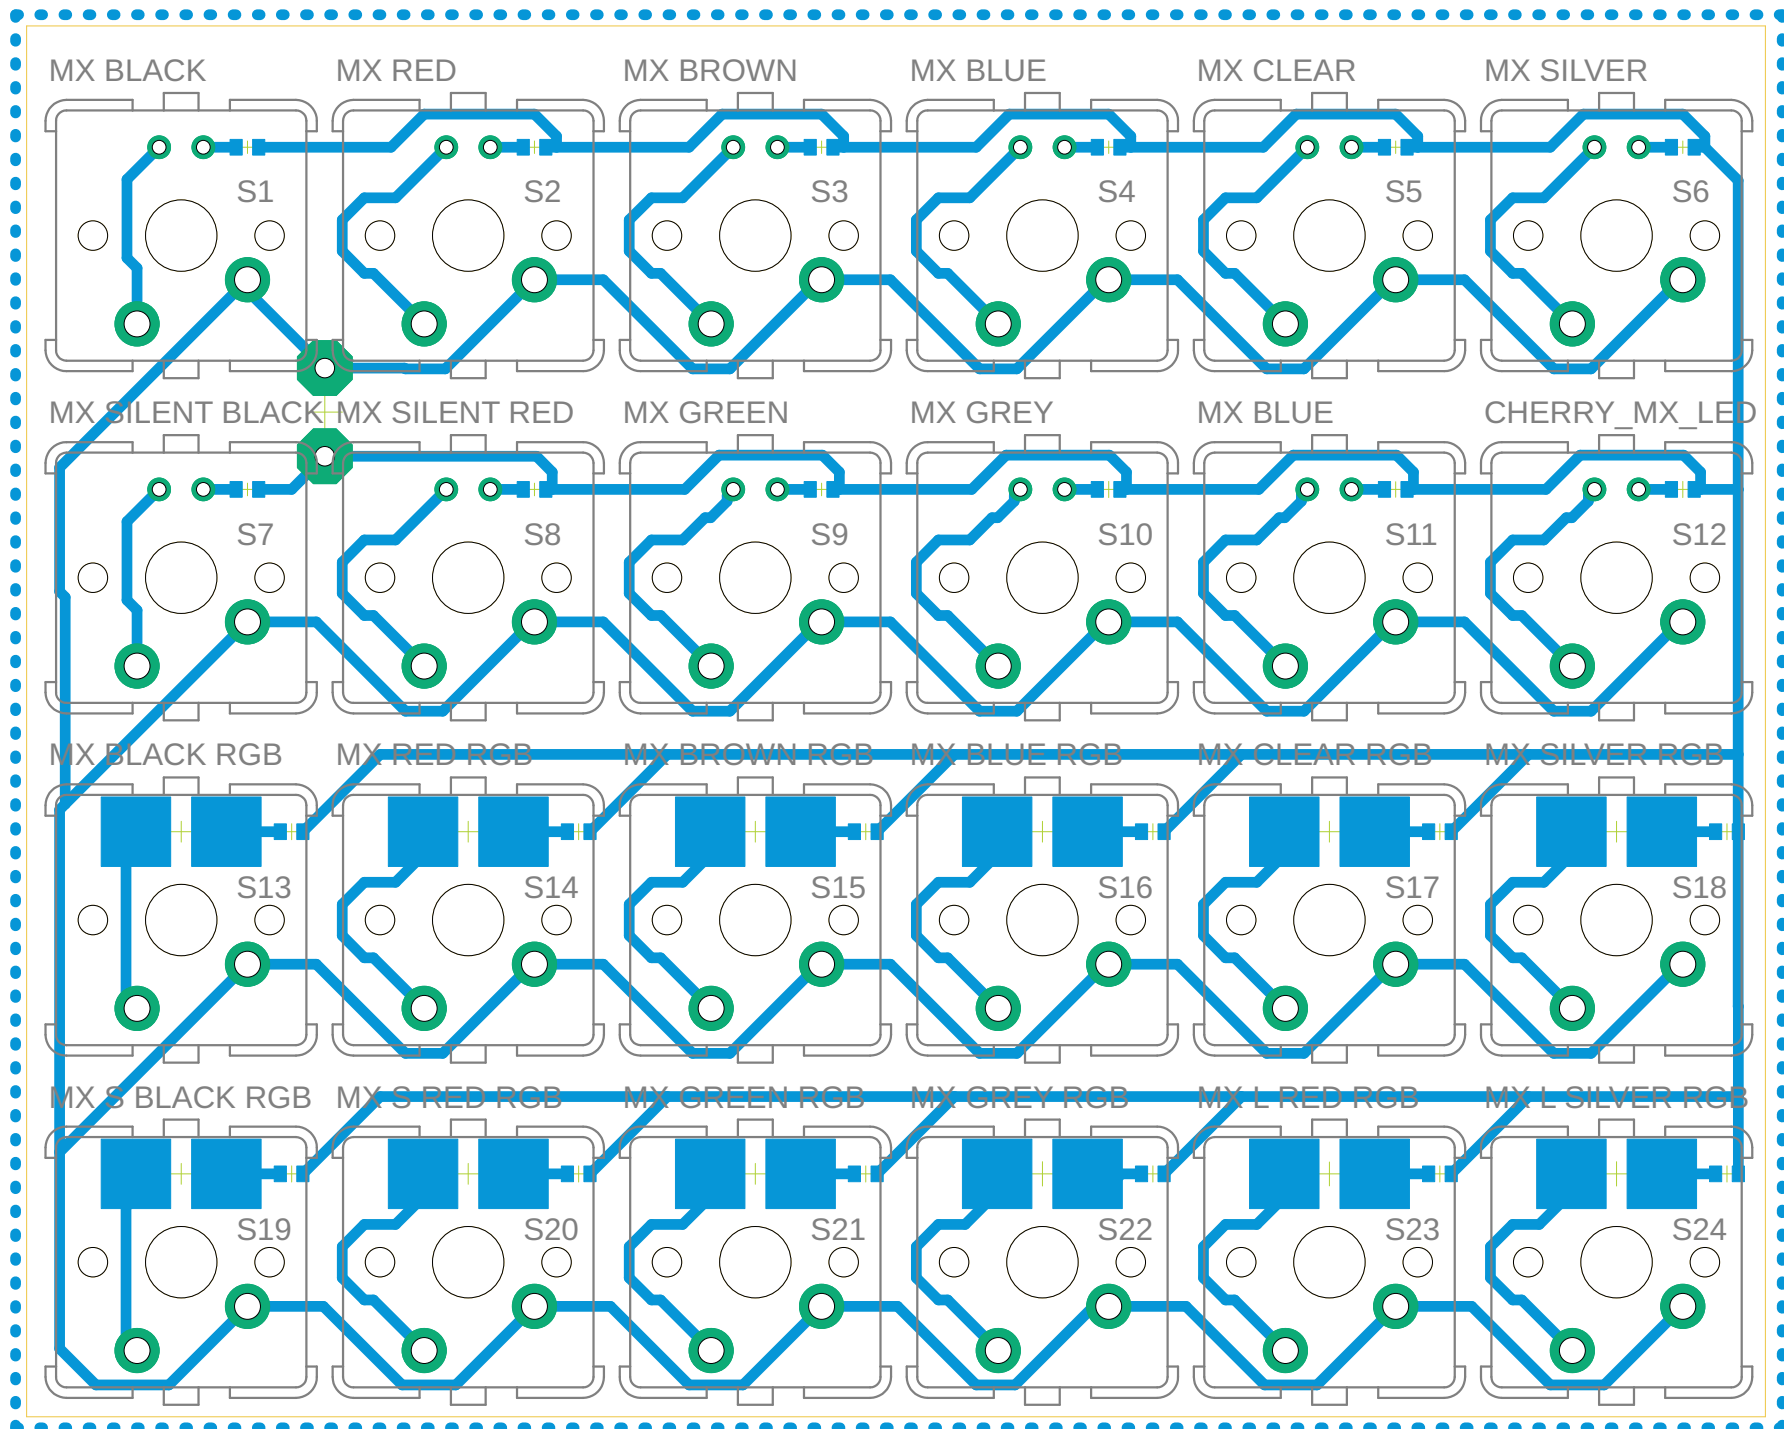 MX BLACK MX RED MX BROWN MX BLUE MX CLEAR MX SILVER
S1 S2 S3 S4 S5 S6
MX SILENT BLACK MX SILENT RED MX GREEN MX GREY MX BLUE CHERRY_MX_LED
S7 S8 S9 S10 S11 S12
MX BLACK RGB MX RED RGB MX BROWN RGB MX BLUE RGB MX CLEAR RGB MX SILVER RGB
S13 S14 S15 S16 S17 S18
MX S BLACK RGB MX S RED RGB MX GREEN RGB MX GREY RGB MX L RED RGB MX L SILVER RGB
S19 S20 S21 S22 S23 S24